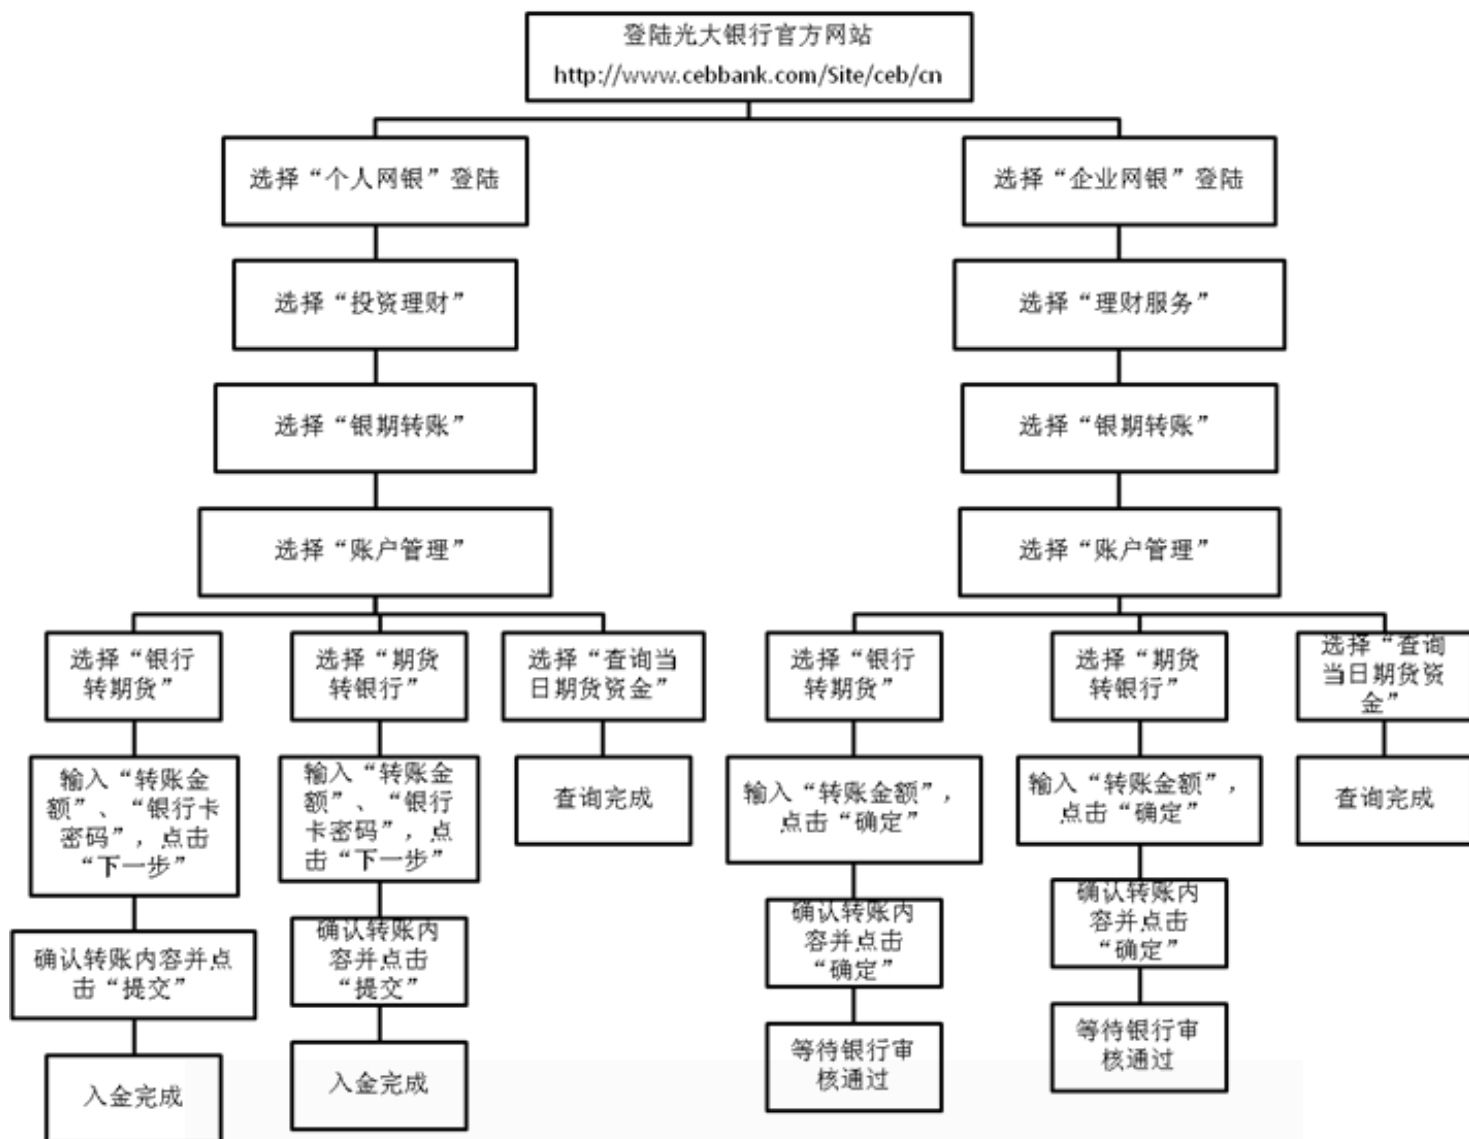 登陆光大银行官方网站
http://www.cebbank.com/Site/ceb/cn
选择“个人网银”登陆
选择“企业网银”登陆
选择“投资理财”
选择“理财服务”
选择“银期转账”
选择“银期转账”
选择“账户管理”
选择“账户管理”
选择“银行
转期货”
选择“期货
转银行”
选择“查询当
日期货资金”
选择“银行
转期货”
选择“期货
转银行”
选择“查询
当日期货资
金”
输入“转账金
额”、“银行卡
密码”，点击
“下一步”
输入“转账金
额”、“银行
卡密码”，点
击“下一步”
查询完成
输入“转账金额”，
点击“确定”
输入“转账金额”，
点击“确定”
查询完成
确认转账内容并点
击“提交”
确认转账内
容并点击
“提交”
确认转账内
容并点击
“确定”
确认转账内
容并点击
“确定”
入金完成
入金完成
等待银行审
核通过
等待银行审
核通过